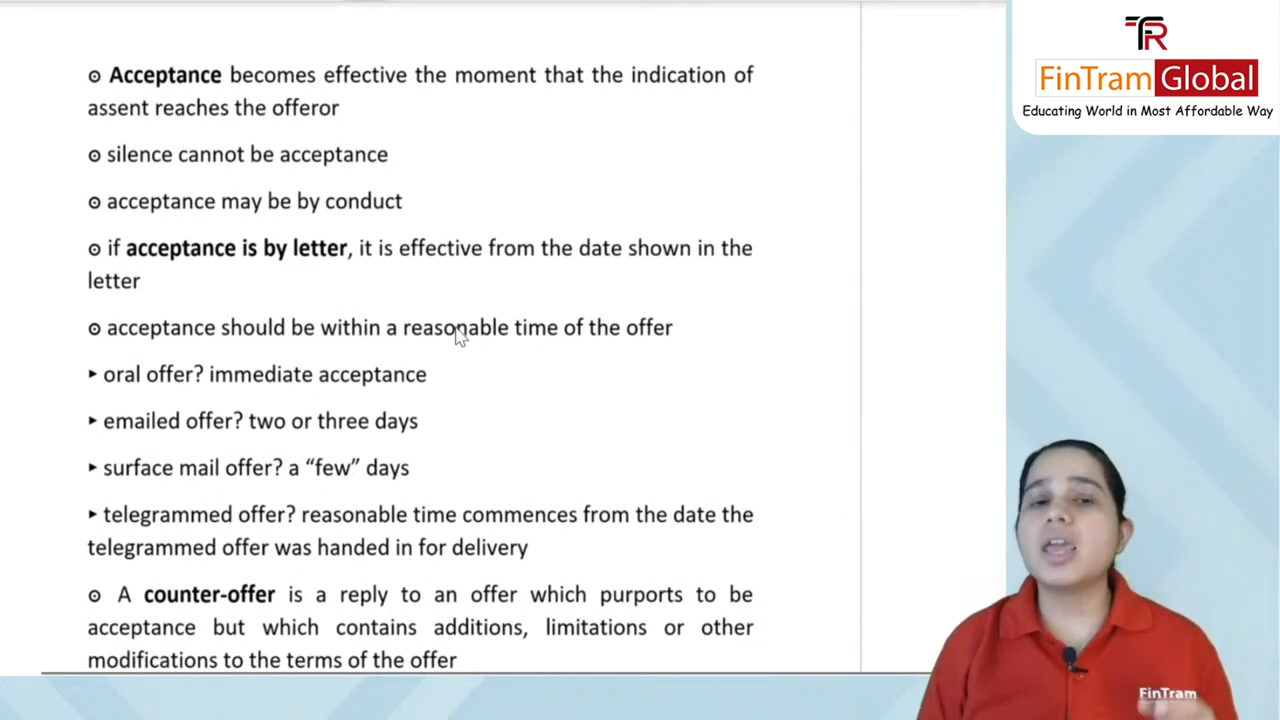 ⊙ Acceptance becomes effective the moment that the indication of
assent reaches the offeror
⊙ silence cannot be acceptance
⊙ acceptance may be by conduct
⊙ if acceptance is by letter, it is effective from the date shown in the
letter
⊙ acceptance should be within a reasonable time of the offer
‣ oral offer? immediate acceptance
‣ emailed offer? two or three days
‣ surface mail offer? a “few” days
‣ telegrammed offer? reasonable time commences from the date the
telegrammed offer was handed in for delivery
⊙ A counter-offer is a reply to an offer which purports to be
acceptance but which contains additions, limitations or other
modifications to the terms of the offer
FinTram Global
Educating World in Most Affordable Way
FinTram